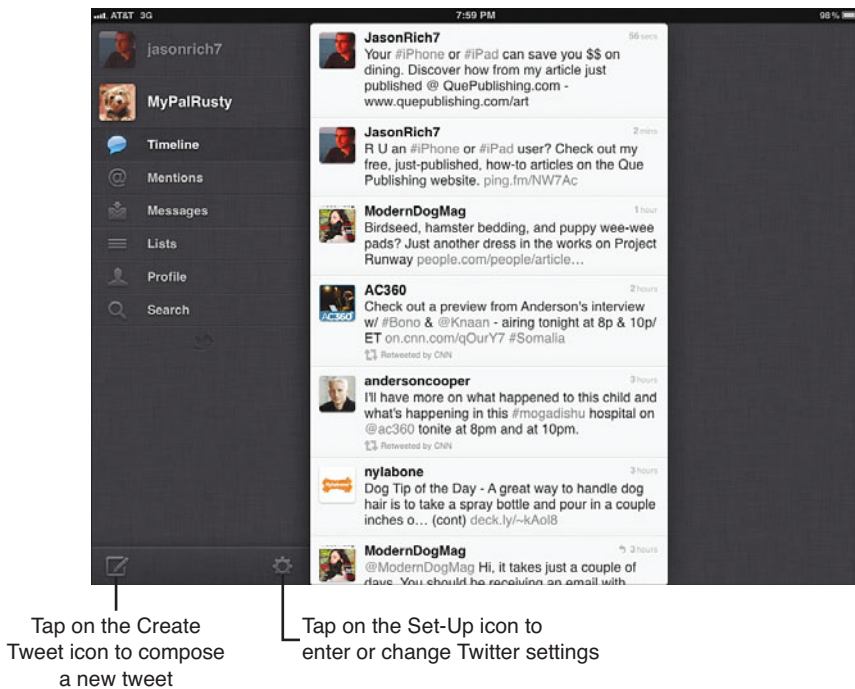 AT&T 3G
7:59 PM
98%
jasonrich7
MyPalRusty
Timeline
Mentions
Messages
Lists
Profile
Search
JasonRich7
56 secs
Your #iPhone or #iPad can save you $$ on
dining. Discover how from my article just
published @ QuePublishing.com -
www.quepublishing.com/art
JasonRich7
2 mins
R U an #iPhone or #iPad user? Check out my
free, just-published, how-to articles on the Que
Publishing website. ping.fm/NW7Ac
ModernDogMag
1 hour
Birdseed, hamster bedding, and puppy wee-wee
pads? Just another dress in the works on Project
Runway people.com/people/article…
AC360
2 hours
AC360°
Check out a preview from Anderson's interview
w/ #Bono & @Knaan - airing tonight at 8p & 10p/
ET on.cnn.com/qOurY7 #Somalia
Retweeted by CNN
andersoncooper
3 hours
I'll have more on what happened to this child and
what's happening in this #mogadishu hospital on
@ac360 tonite at 8pm and at 10pm.
Retweeted by CNN
nylabone
3 hours
nylabone
Dog Tip of the Day - A great way to handle dog
hair is to take a spray bottle and pour in a couple
inches o… (cont) deck.ly/~kAol8
ModernDogMag
3 hours
@ModernDogMag Hi, it takes just a couple of
days. You should be receiving an email with
Tap on the Create
Tweet icon to compose
a new tweet
Tap on the Set-Up icon to
enter or change Twitter settings